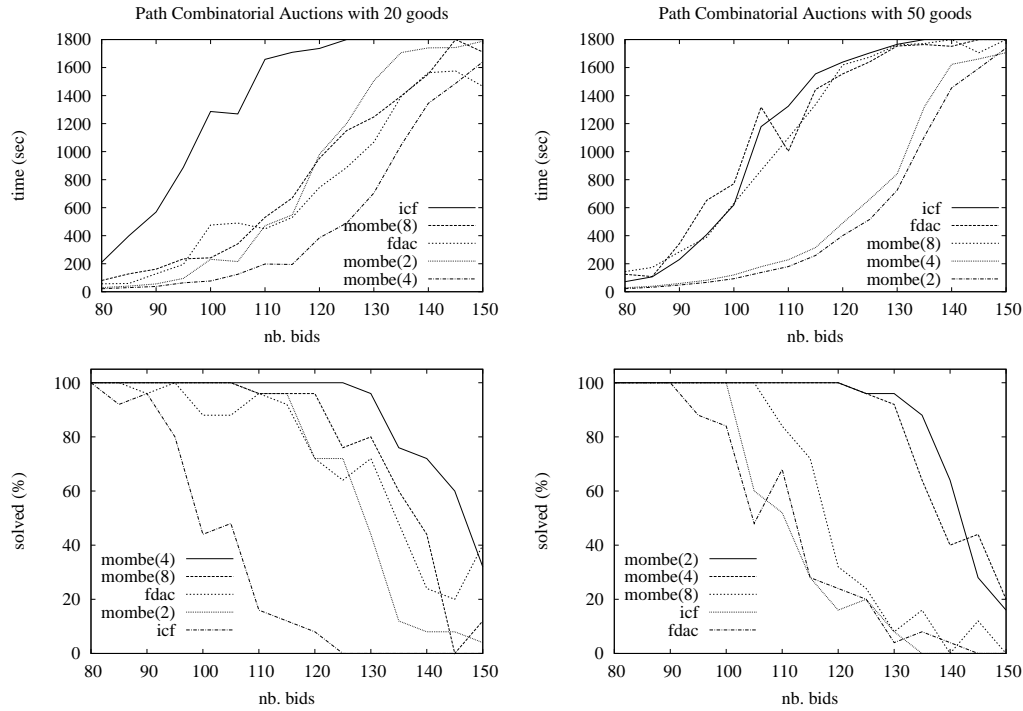 Path Combinatorial Auctions with 20 goods
1800
1600
1400
1200
1000
800
600
400
200
0
time (sec)
icf
mombe(8)
fdac
mombe(2)
mombe(4)
80 90 100 110 120 130 140 150
nb. bids
Path Combinatorial Auctions with 50 goods
1800
1600
1400
1200
1000
800
600
400
200
0
time (sec)
icf
fdac
mombe(8)
mombe(4)
mombe(2)
80 90 100 110 120 130 140 150
nb. bids
100
80
60
40
20
0
solved (%)
mombe(4)
mombe(8)
fdac
mombe(2)
icf
80 90 100 110 120 130 140 150
nb. bids
100
80
60
40
20
0
solved (%)
mombe(2)
mombe(4)
mombe(8)
icf
fdac
80 90 100 110 120 130 140 150
nb. bids